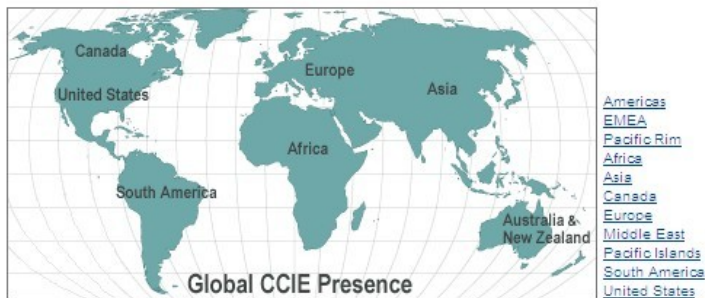 Canada
Europe
United States
Asia
Africa
South America
Australia &
New Zealand
Global CCIE Presence
Americas
EMEA
Pacific Rim
Africa
Asia
Canada
Europe
Middle East
Pacific Islands
South America
United States